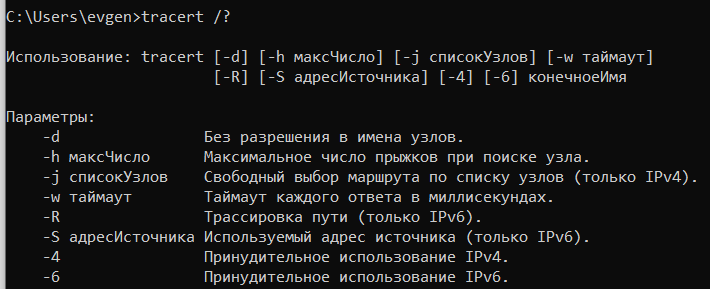 C:\Users\evgen>tracert /?
Использование: tracert [-d] [-h максЧисло] [-j списокУзлов] [-w таймаут]
[-R] [-S адресИсточника] [-4] [-6] конечноеИмя
Параметры:
-d Без разрешения в имена узлов.
-h максЧисло Максимальное число прыжков при поиске узла.
-j списокУзлов Свободный выбор маршрута по списку узлов (только IPv4).
-w таймаут Таймаут каждого ответа в миллисекундах.
-R Трассировка пути (только IPv6).
-S адресИсточника Используемый адрес источника (только IPv6).
-4 Принудительное использование IPv4.
-6 Принудительное использование IPv6.